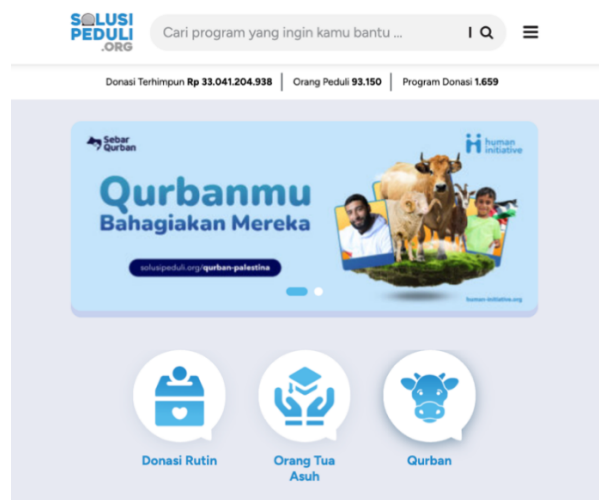 SOLUSI
PEDULI
.ORG
Cari program yang ingin kamu bantu ...
Donasi Terhimpun Rp 33.041.204.938
Orang Peduli 93.150
Program Donasi 1.659
Sebar
Qurban
human
initiative
Qurbanmu
Bahagiakan Mereka
solusipeduli.org/qurban-palestina
human-initiative.org
Donasi Rutin
Orang Tua
Asuh
Qurban